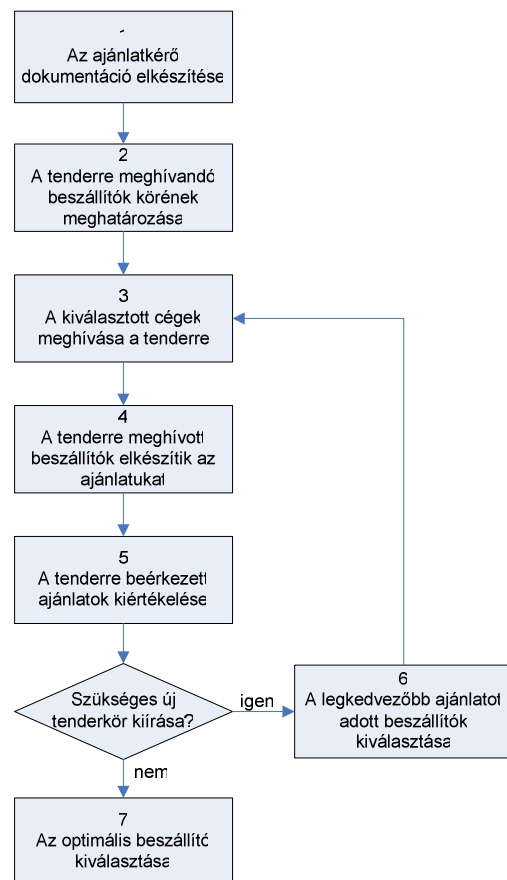 Az ajánlatkérő
dokumentáció elkészítése
2
A tenderre meghívandó
beszállítók körének
meghatározása
3
A kiválasztott cégek
meghívása a tenderre
4
A tenderre meghívott
beszállítók elkészítik az
ajánlatukat
5
A tenderre beérkezett
ajánlatok kiértékelése
Szükséges új
tenderkör kiírása?
igen
6
A legkedvezőbb ajánlatot
adott beszállítók
kiválasztása
nem
7
Az optimális beszállító
kiválasztása